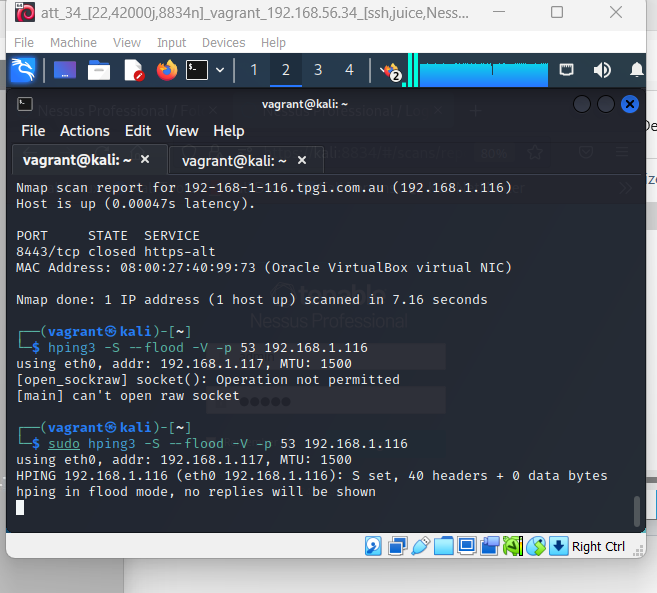 att_34_[22,42000j,8834n]_vagrant_192.168.56.34_[ssh,juice,Ness...
File Machine View Input Devices Help
1 2 3 4 2
vagrant@kali: ~
File Actions Edit View Help
vagrant@kali: ~ × vagrant@kali: ~ ×
Nmap scan report for 192-168-1-116.tpgi.com.au (192.168.1.116)
Host is up (0.00047s latency).
PORT STATE SERVICE
8443/tcp closed https-alt
MAC Address: 08:00:27:40:99:73 (Oracle VirtualBox virtual NIC)
Nmap done: 1 IP address (1 host up) scanned in 7.16 seconds
Nessus Professional
┌──(vagrant㉿kali)-[~]
└─$ hping3 -S --flood -V -p 53 192.168.1.116
using eth0, addr: 192.168.1.117, MTU: 1500
[open_sockraw] socket(): Operation not permitted
[main] can't open raw socket
┌──(vagrant㉿kali)-[~]
└─$ sudo hping3 -S --flood -V -p 53 192.168.1.116
using eth0, addr: 192.168.1.117, MTU: 1500
HPING 192.168.1.116 (eth0 192.168.1.116): S set, 40 headers + 0 data bytes
hping in flood mode, no replies will be shown
Right Ctrl